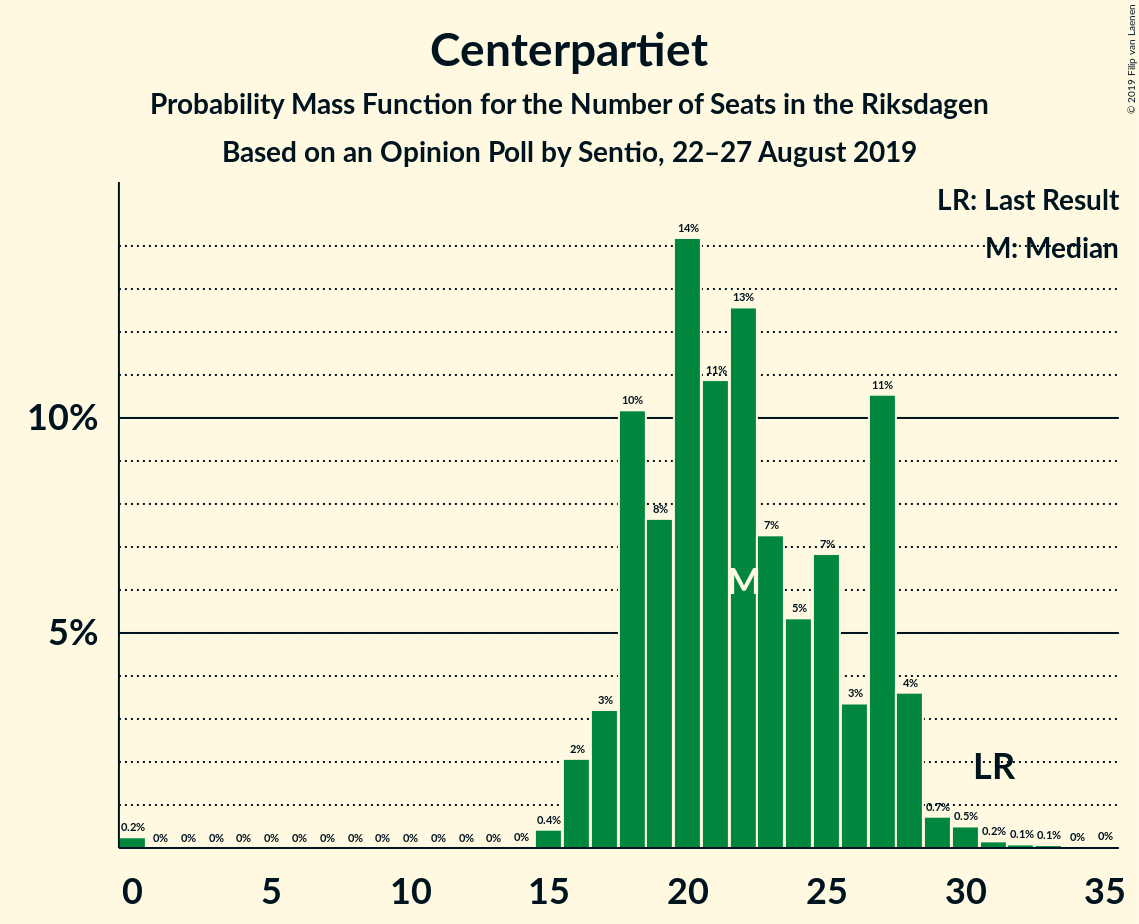 © 2019 Filip van Laenen
Centerpartiet
Probability Mass Function for the Number of Seats in the Riksdagen
Based on an Opinion Poll by Sentio, 22–27 August 2019
LR: Last Result
M: Median
10%
5%
0.2% 0% 0% 0% 0% 0% 0% 0% 0% 0% 0% 0% 0% 0% 0% 0.4% 2% 3% 10% 8% 14% 11% 13% 7% 5% 7% 3% 11% 4% 0.7% 0.5% 0.2% 0.1% 0.1% 0% 0%
M
LR
0 5 10 15 20 25 30 35